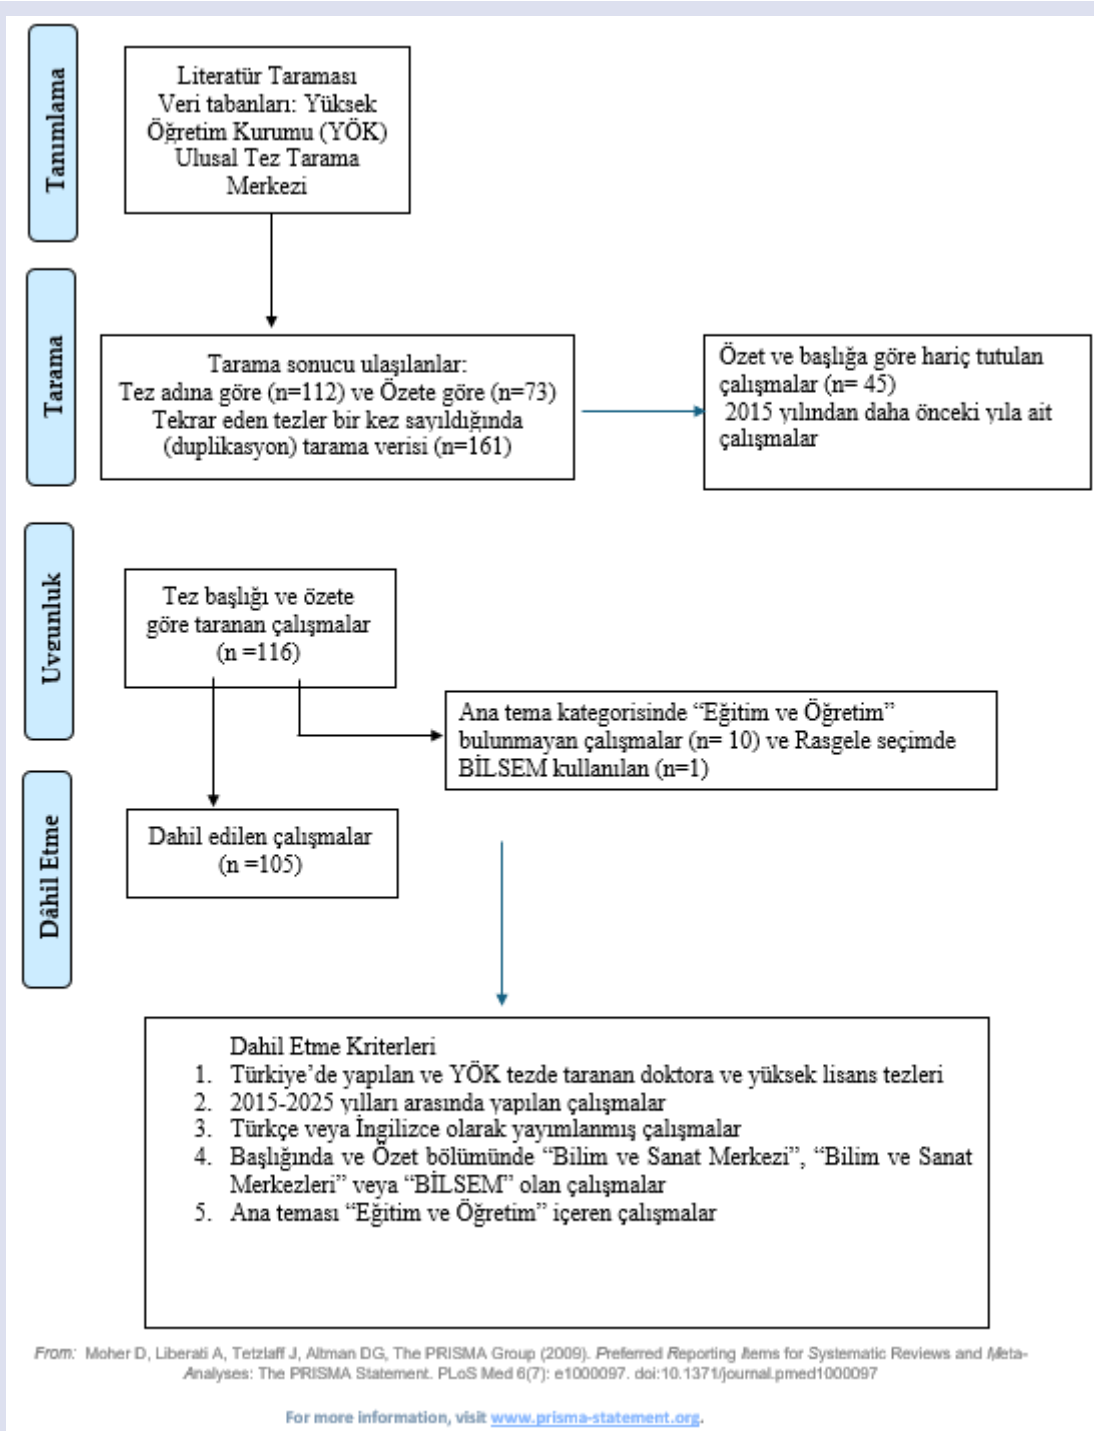 Tanımlama
Literatür Taraması
Veri tabanları: Yüksek
Öğretim Kurumu (YÖK)
Ulusal Tez Tarama
Merkezi
Tarama
Tarama sonucu ulaşılanlar:
Tez adına göre (n=112) ve Özete göre (n=73)
Tekrar eden tezler bir kez sayıldığında
(duplikasyon) tarama verisi (n=161)
Özet ve başlığa göre hariç tutulan
çalışmalar (n= 45)
2015 yılından daha önceki yıla ait
çalışmalar
Uygunluk
Tez başlığı ve özete
göre taranan çalışmalar
(n =116)
Ana tema kategorisinde “Eğitim ve Öğretim”
bulunmayan çalışmalar (n= 10) ve Rasgele seçimde
BİLSEM kullanılan (n=1)
Dâhil Etme
Dahil edilen çalışmalar
(n =105)
Dahil Etme Kriterleri
1. Türkiye’de yapılan ve YÖK tezde taranan doktora ve yüksek lisans tezleri
2. 2015-2025 yılları arasında yapılan çalışmalar
3. Türkçe veya İngilizce olarak yayımlanmış çalışmalar
4. Başlığında ve Özet bölümünde “Bilim ve Sanat Merkezi”, “Bilim ve Sanat
Merkezleri” veya “BİLSEM” olan çalışmalar
5. Ana teması “Eğitim ve Öğretim” içeren çalışmalar
From: Moher D, Liberati A, Tetzlaff J, Altman DG, The PRISMA Group (2009). Preferred Reporting Items for Systematic Reviews and Meta-
Analyses: The PRISMA Statement. PLoS Med 6(7): e1000097. doi:10.1371/journal.pmed1000097
For more information, visit www.prisma-statement.org.